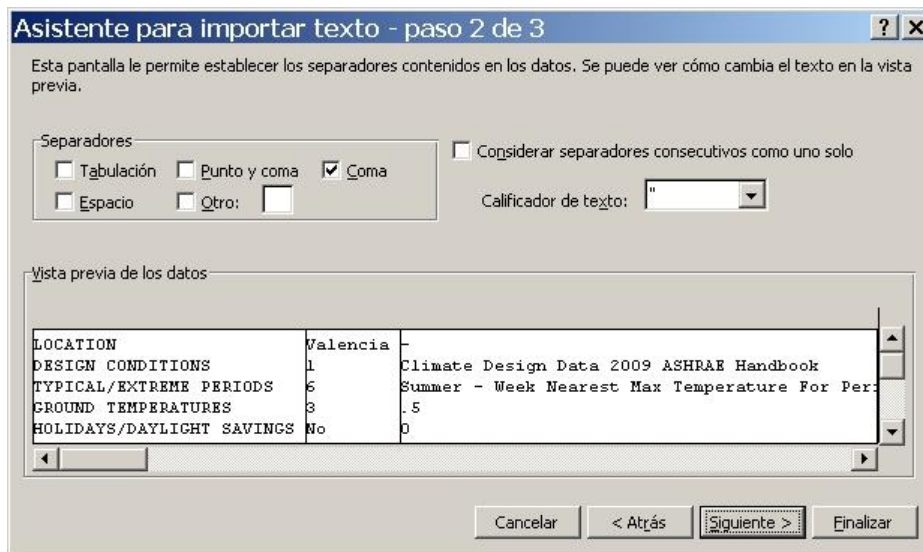 Asistente para importar texto - paso 2 de 3
Esta pantalla le permite establecer los separadores contenidos en los datos. Se puede ver cómo cambia el texto en la vista
previa.
Separadores
Tabulación Punto y coma Coma
Espacio Otro:
Considerar separadores consecutivos como uno solo
Calificador de texto: "
Vista previa de los datos
LOCATION Valencia -
DESIGN CONDITIONS 1 Climate Design Data 2009 ASHRAE Handbook
TYPICAL/EXTREME PERIODS 6 Summer - Week Nearest Max Temperature For Peri
GROUND TEMPERATURES 3 .5
HOLIDAYS/DAYLIGHT SAVINGS No 0
Cancelar < Atrás Siguiente > Finalizar